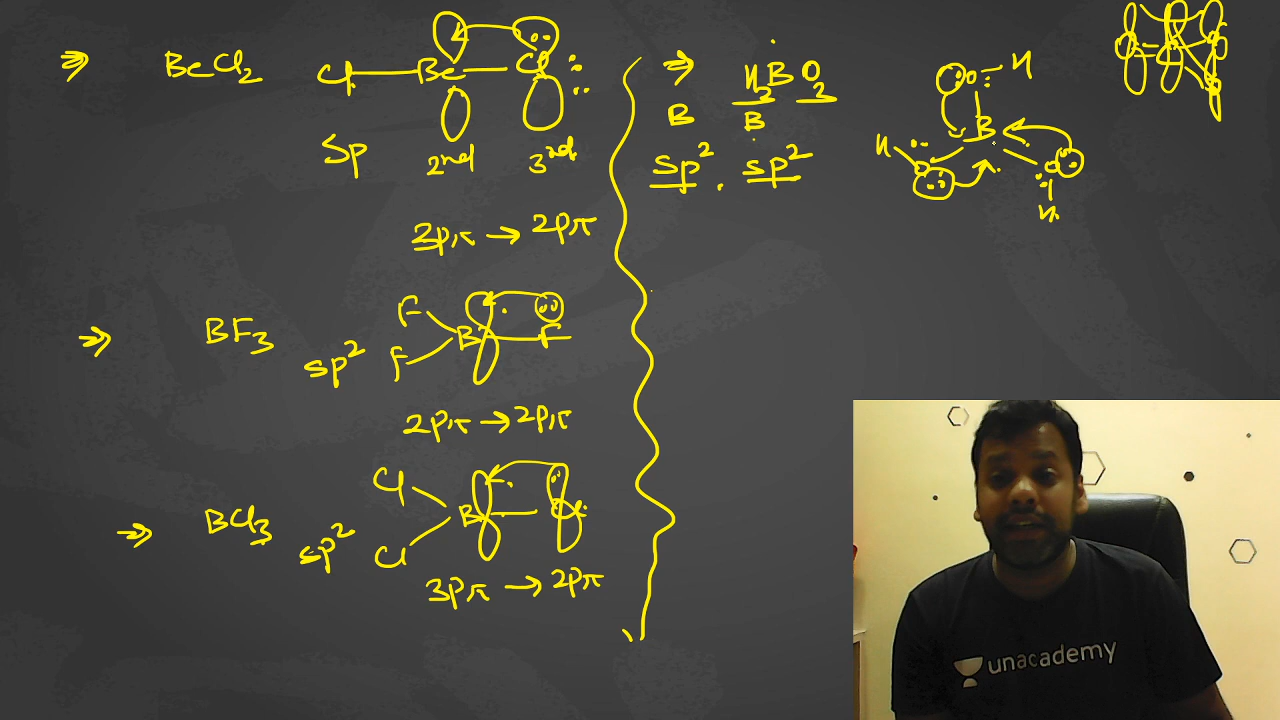 ⇒ BeCl2 Cl—Be—Cl
sp 2nd 3rd
3pπ → 2pπ
⇒ BF3 sp2 F F B—F
2pπ → 2pπ
⇒ BCl3 sp2 Cl Cl B
3pπ → 2pπ
⇒ H3BO3
B B
sp2 . sp2
O H
B
H O O
H
unacademy